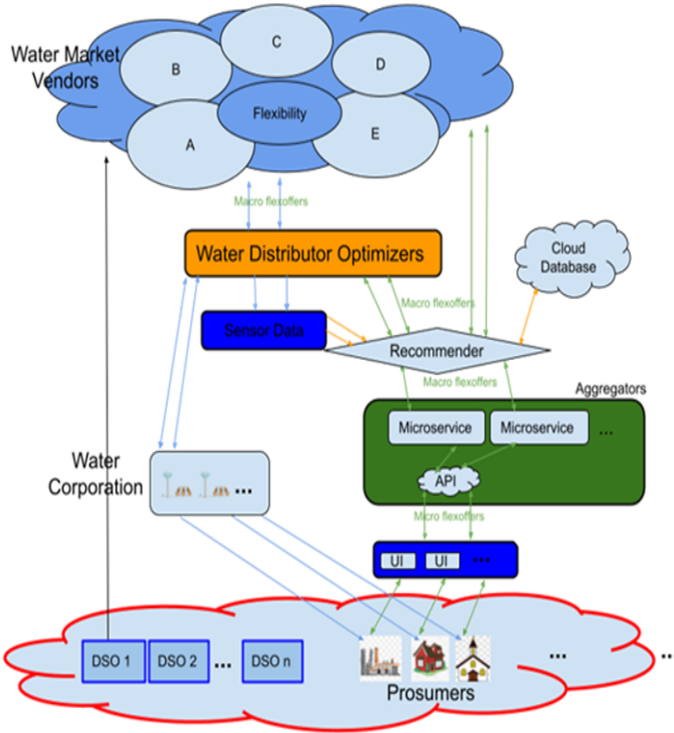 Water Market
Vendors
C
B
D
Flexibility
A
E
Macro flexoffers
Water Distributor Optimizers
Cloud
Database
Macro flexoffers
Sensor Data
Recommender
Macro flexoffers
Aggregators
Microservice
Microservice
...
Water
Corporation
...
API
Micro flexoffers
UI
UI
...
DSO 1
DSO 2
...
DSO n
...
..
Prosumers